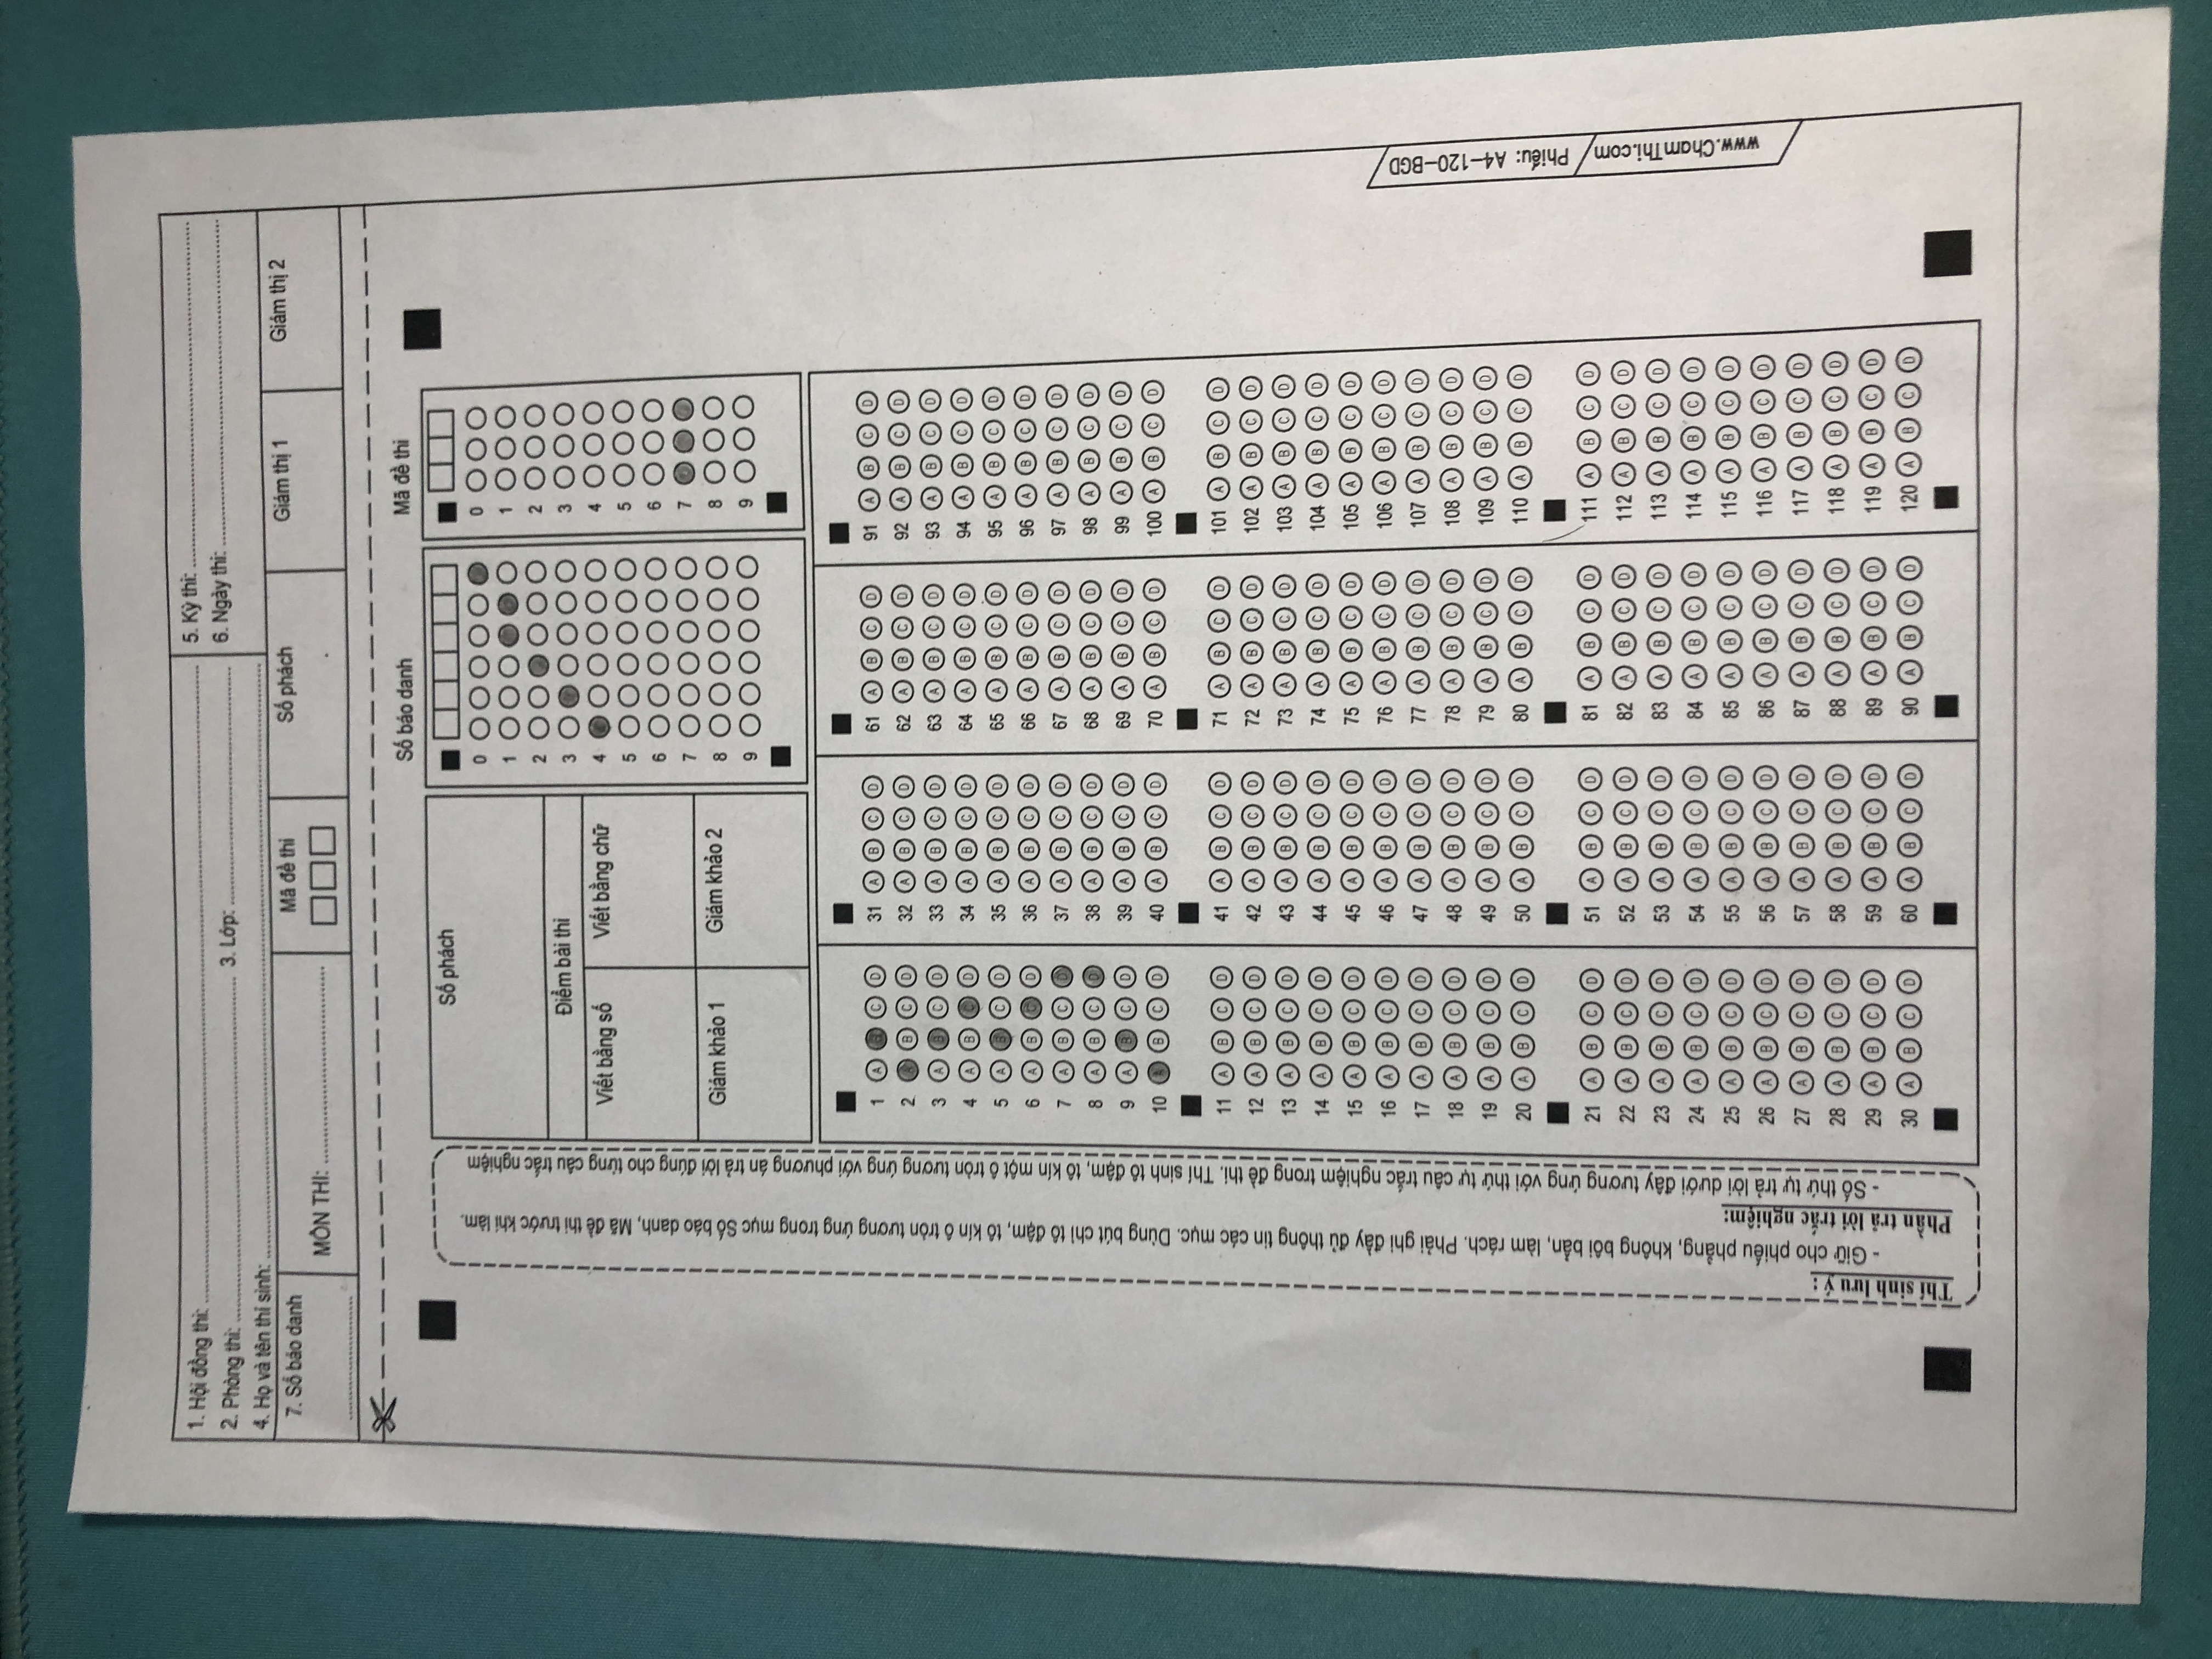 1. Hội đồng thi: 5. Kỳ thi:
2. Phòng thi: 3. Lớp: 6. Ngày thi:
4. Họ và tên thí sinh:
7. Số báo danh MÔN THI: Mã đề thi Số phách Giám thị 1 Giám thị 2
Số báo danh Mã đề thi
Số phách
Điểm bài thi
Viết bằng số Viết bằng chữ
Giám khảo 1 Giám khảo 2
0 0
1 1
2 2
3 3
4 4
5 5
6 6
7 7
8 8
9 9
Thí sinh lưu ý:
- Giữ cho phiếu phẳng, không bôi bẩn, làm rách. Phải ghi đầy đủ thông tin các mục. Dùng bút chì tô đậm, tô kín ô tròn tương ứng trong mục Số báo danh, Mã đề thi trước khi làm.
Phần trả lời trắc nghiệm:
- Số thứ tự trả lời dưới đây tương ứng với thứ tự câu trắc nghiệm trong đề thi. Thí sinh tô đậm, tô kín một ô tròn tương ứng với phương án trả lời đúng cho từng câu trắc nghiệm
1 A B C D 31 A B C D 61 A B C D 91 A B C D
2 A B C D 32 A B C D 62 A B C D 92 A B C D
3 A B C D 33 A B C D 63 A B C D 93 A B C D
4 A B C D 34 A B C D 64 A B C D 94 A B C D
5 A B C D 35 A B C D 65 A B C D 95 A B C D
6 A B C D 36 A B C D 66 A B C D 96 A B C D
7 A B C D 37 A B C D 67 A B C D 97 A B C D
8 A B C D 38 A B C D 68 A B C D 98 A B C D
9 A B C D 39 A B C D 69 A B C D 99 A B C D
10 A B C D 40 A B C D 70 A B C D 100 A B C D
11 A B C D 41 A B C D 71 A B C D 101 A B C D
12 A B C D 42 A B C D 72 A B C D 102 A B C D
13 A B C D 43 A B C D 73 A B C D 103 A B C D
14 A B C D 44 A B C D 74 A B C D 104 A B C D
15 A B C D 45 A B C D 75 A B C D 105 A B C D
16 A B C D 46 A B C D 76 A B C D 106 A B C D
17 A B C D 47 A B C D 77 A B C D 107 A B C D
18 A B C D 48 A B C D 78 A B C D 108 A B C D
19 A B C D 49 A B C D 79 A B C D 109 A B C D
20 A B C D 50 A B C D 80 A B C D 110 A B C D
21 A B C D 51 A B C D 81 A B C D 111 A B C D
22 A B C D 52 A B C D 82 A B C D 112 A B C D
23 A B C D 53 A B C D 83 A B C D 113 A B C D
24 A B C D 54 A B C D 84 A B C D 114 A B C D
25 A B C D 55 A B C D 85 A B C D 115 A B C D
26 A B C D 56 A B C D 86 A B C D 116 A B C D
27 A B C D 57 A B C D 87 A B C D 117 A B C D
28 A B C D 58 A B C D 88 A B C D 118 A B C D
29 A B C D 59 A B C D 89 A B C D 119 A B C D
30 A B C D 60 A B C D 90 A B C D 120 A B C D
www.ChamThi.com Phiếu: A4-120-BGD